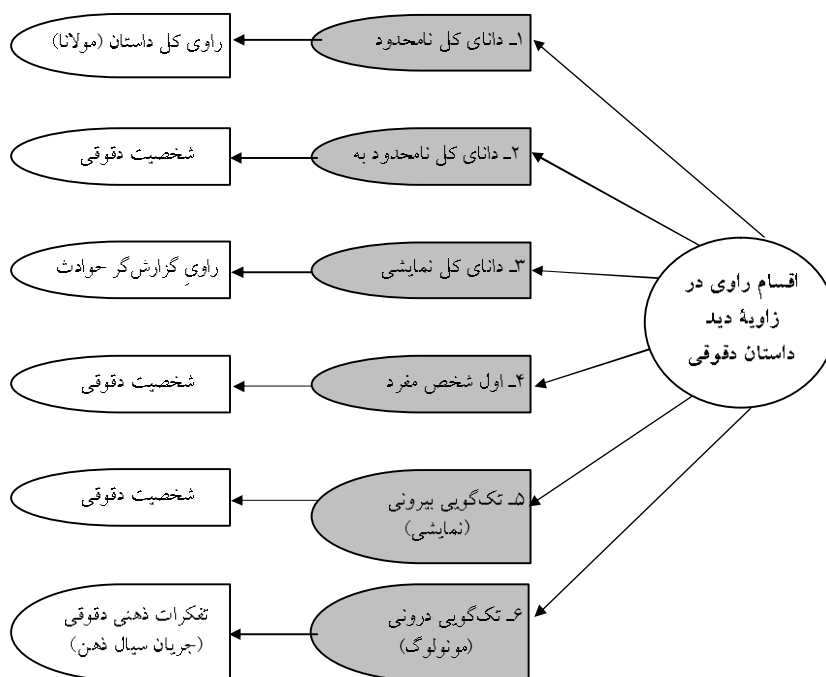 اقسام راوی در
زاویۀ دید
داستان دقوقی
۱ـ دانای کل نامحدود
راوی کل داستان (مولانا)
۲ـ دانای کل نامحدود به
شخصیت دقوقی
۳ـ دانای کل نمایشی
راویِ گزارش‌گر حوادث
۴ـ اول شخص مفرد
شخصیت دقوقی
۵ـ تک‌گویی بیرونی
(نمایشی)
شخصیت دقوقی
۶ـ تک‌گویی درونی
(مونولوگ)
تفکرات ذهنی دقوقی
(جریان سیال ذهن)